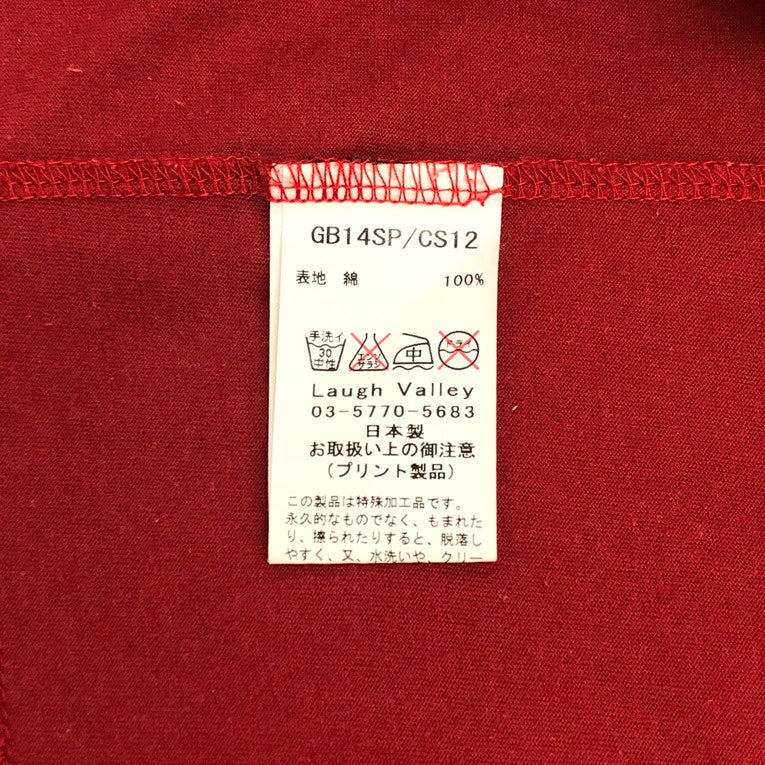 GB14SP/CS12
表地 綿 100%
手洗イ
30
中性
エンソ
サラシ
中
ドライ
Laugh Valley
03-5770-5683
日本製
お取扱い上の御注意
(プリント製品)
この製品は特殊加工品です。
永久的なものでなく、もまれた
り、擦られたりすると、脱落し
やすく、又、水洗いや、クリー